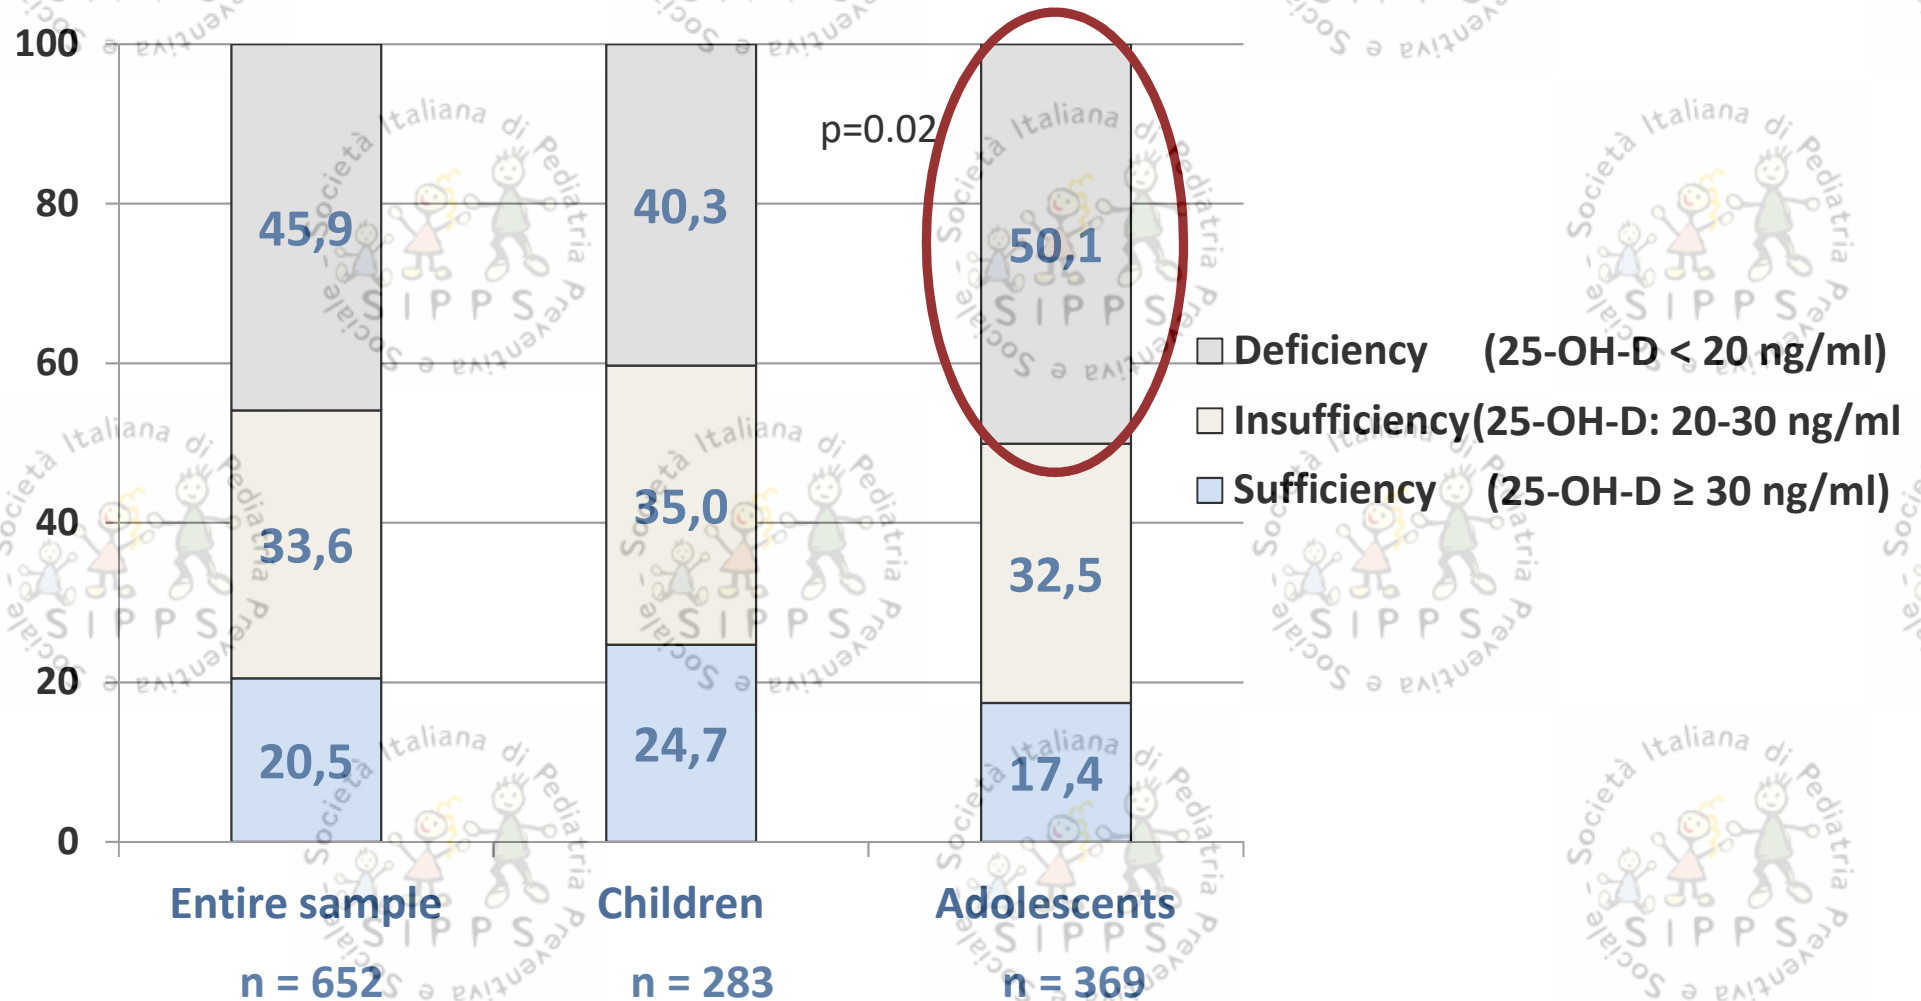 100
80
60
40
20
0
45,9
33,6
20,5
40,3
35,0
24,7
p=0.02
50,1
32,5
17,4
Deficiency (25-OH-D < 20 ng/ml)
Insufficiency(25-OH-D: 20-30 ng/ml
Sufficiency (25-OH-D ≥ 30 ng/ml)
Entire sample
Children
Adolescents
n = 652
n = 283
n = 369
Società Italiana di Pediatria Preventiva e Sociale -
SIPPS